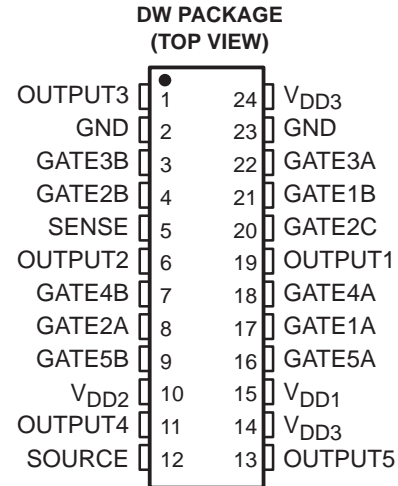 DW PACKAGE
(TOP VIEW)
OUTPUT3 1 24 VDD3
GND 2 23 GND
GATE3B 3 22 GATE3A
GATE2B 4 21 GATE1B
SENSE 5 20 GATE2C
OUTPUT2 6 19 OUTPUT1
GATE4B 7 18 GATE4A
GATE2A 8 17 GATE1A
GATE5B 9 16 GATE5A
VDD2 10 15 VDD1
OUTPUT4 11 14 VDD3
SOURCE 12 13 OUTPUT5